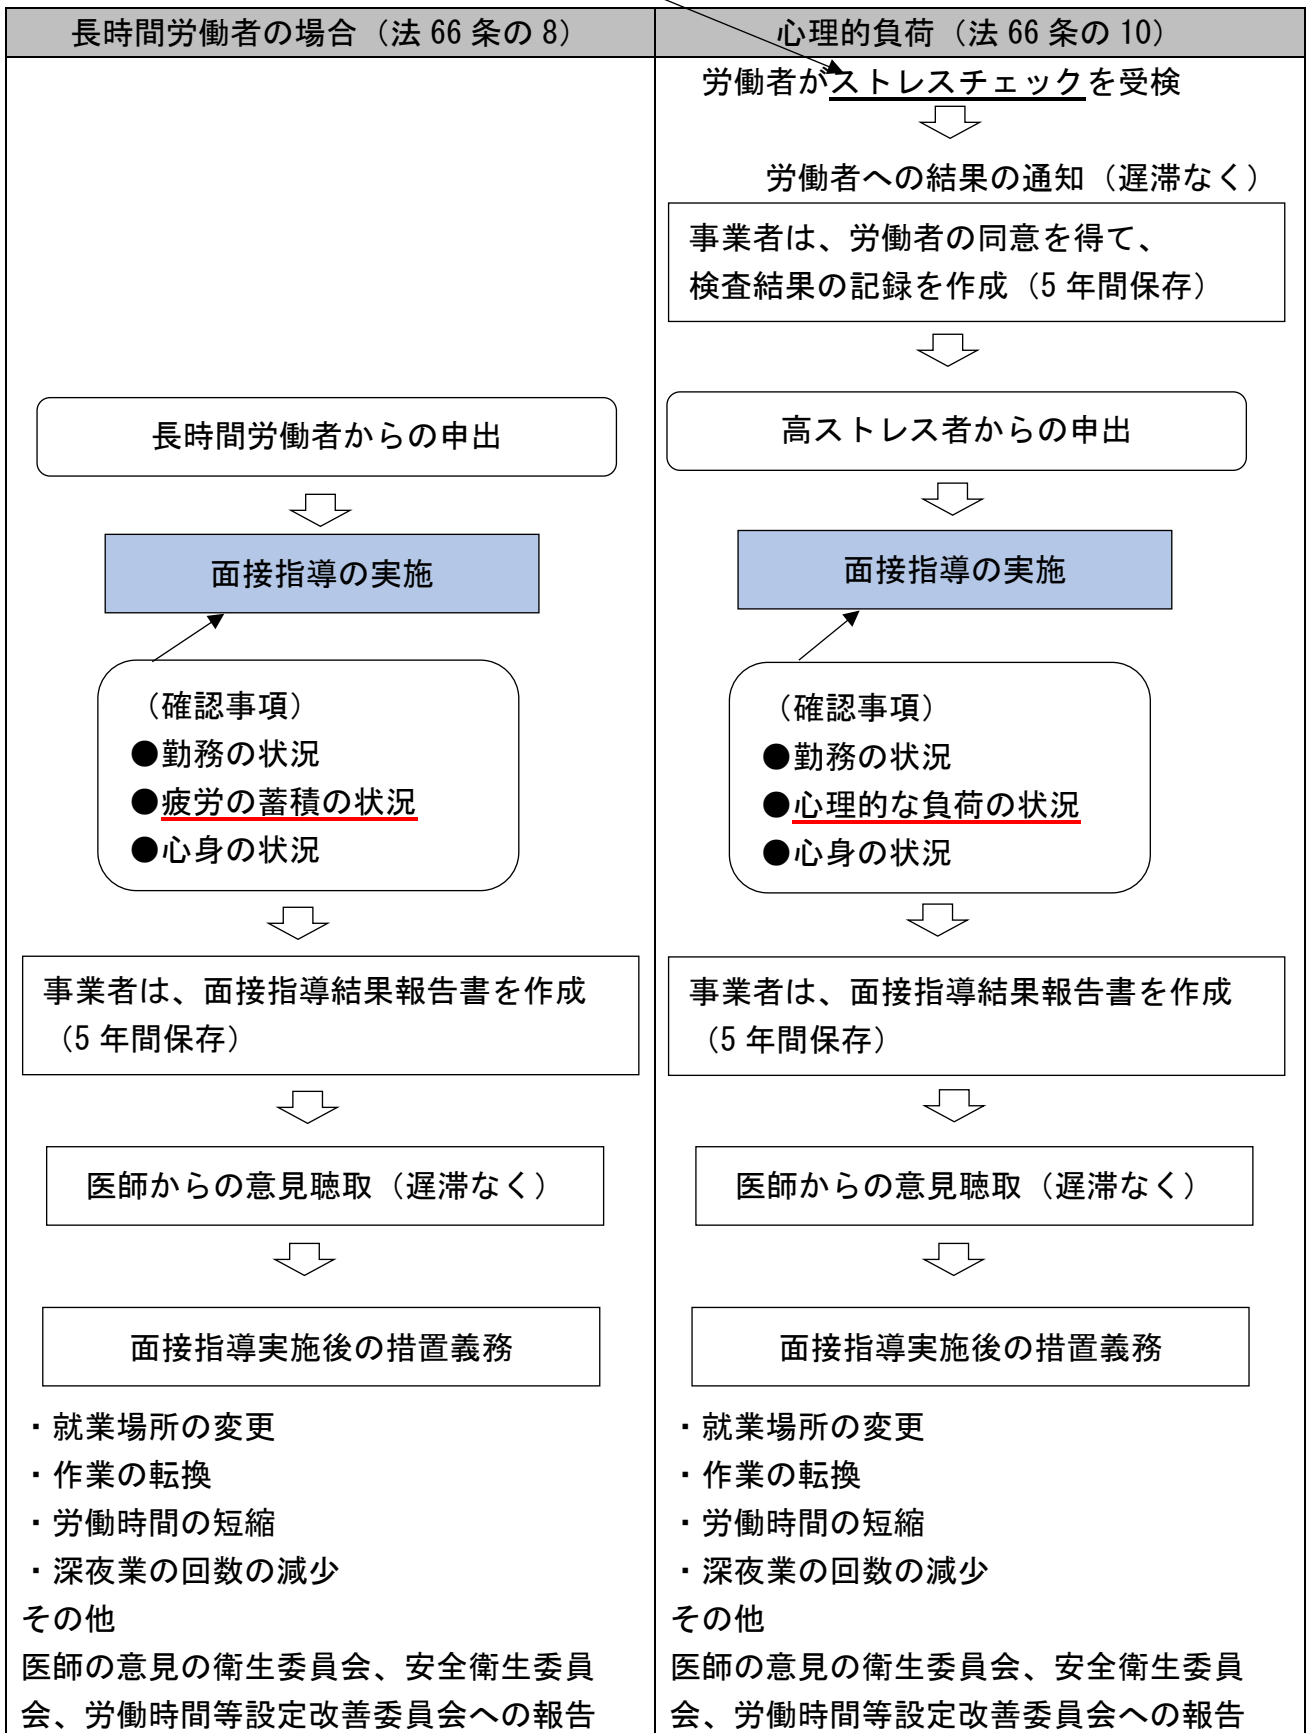 長時間労働者の場合（法 66 条の 8）
心理的負荷（法 66 条の 10）
長時間労働者からの申出
面接指導の実施
（確認事項）
●勤務の状況
●疲労の蓄積の状況
●心身の状況
事業者は、面接指導結果報告書を作成
（5 年間保存）
医師からの意見聴取（遅滞なく）
面接指導実施後の措置義務
・就業場所の変更
・作業の転換
・労働時間の短縮
・深夜業の回数の減少
その他
医師の意見の衛生委員会、安全衛生委員
会、労働時間等設定改善委員会への報告
労働者がストレスチェックを受検
労働者への結果の通知（遅滞なく）
事業者は、労働者の同意を得て、
検査結果の記録を作成（5 年間保存）
高ストレス者からの申出
面接指導の実施
（確認事項）
●勤務の状況
●心理的な負荷の状況
●心身の状況
事業者は、面接指導結果報告書を作成
（5 年間保存）
医師からの意見聴取（遅滞なく）
面接指導実施後の措置義務
・就業場所の変更
・作業の転換
・労働時間の短縮
・深夜業の回数の減少
その他
医師の意見の衛生委員会、安全衛生委員
会、労働時間等設定改善委員会への報告